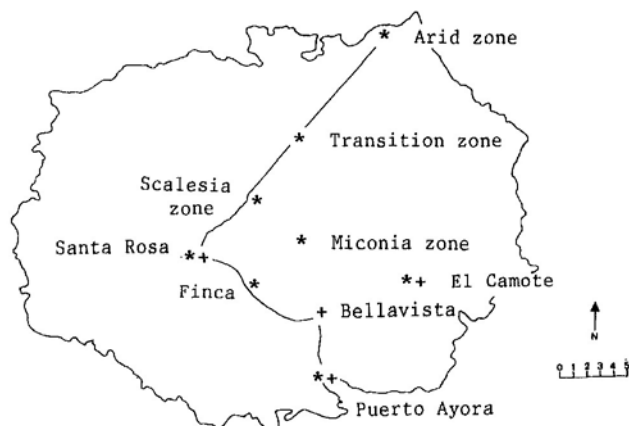 * Arid zone
* Transition zone
Scalesia
zone *
* Miconia zone
Santa Rosa *+
Finca *
*+ El Camote
+ Bellavista
N
0 1 2 3 4 5
*+
Puerto Ayora